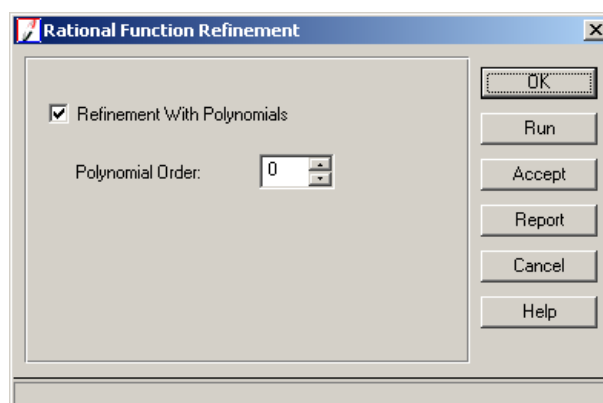 Rational Function Refinement
Refinement With Polynomials
Polynomial Order:
0
OK
Run
Accept
Report
Cancel
Help